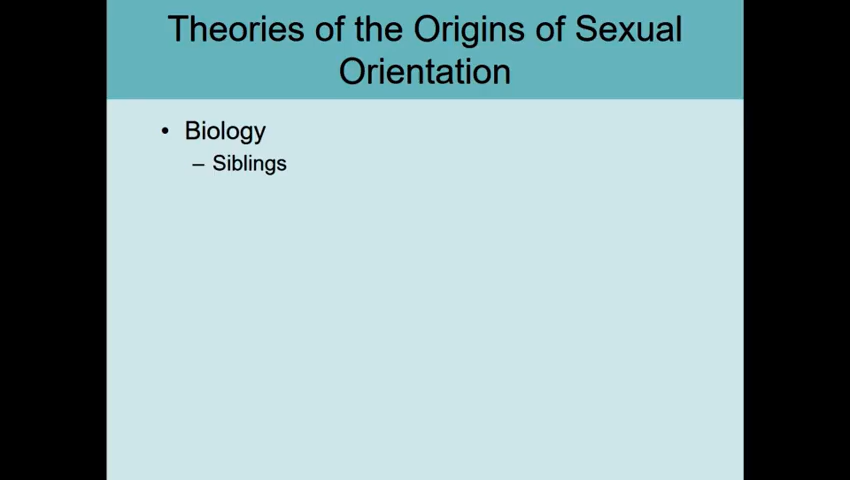 Theories of the Origins of Sexual
Orientation
• Biology
– Siblings